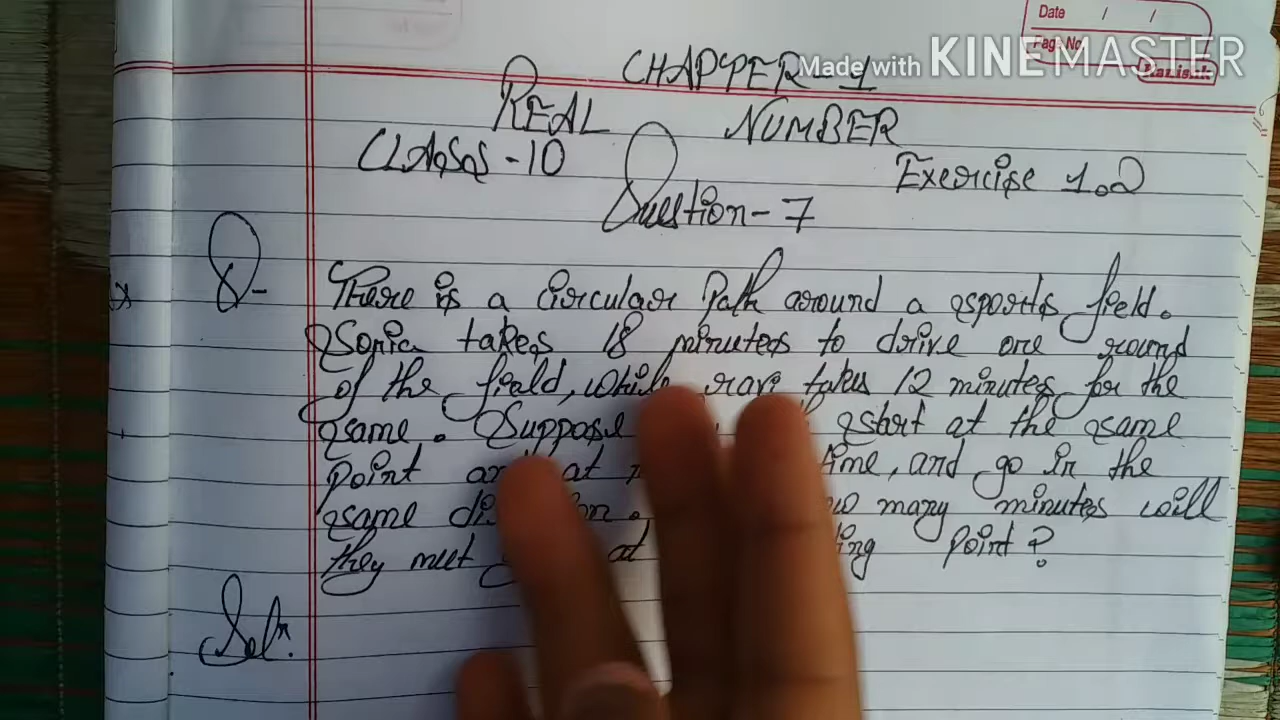 Date / /
Page No.
Made with KINEMASTER
CHAPTER-1
REAL NUMBER
CLASS-10
Exercise 1.2
Question-7
Q- There is a circular Path around a sports field.
Sonia takes 18 minutes to drive one round
of the field, while ravi takes 12 minutes for the
same. Suppose start at the same
point at time, and go in the
same many minutes will
they meet at point?
Soln.